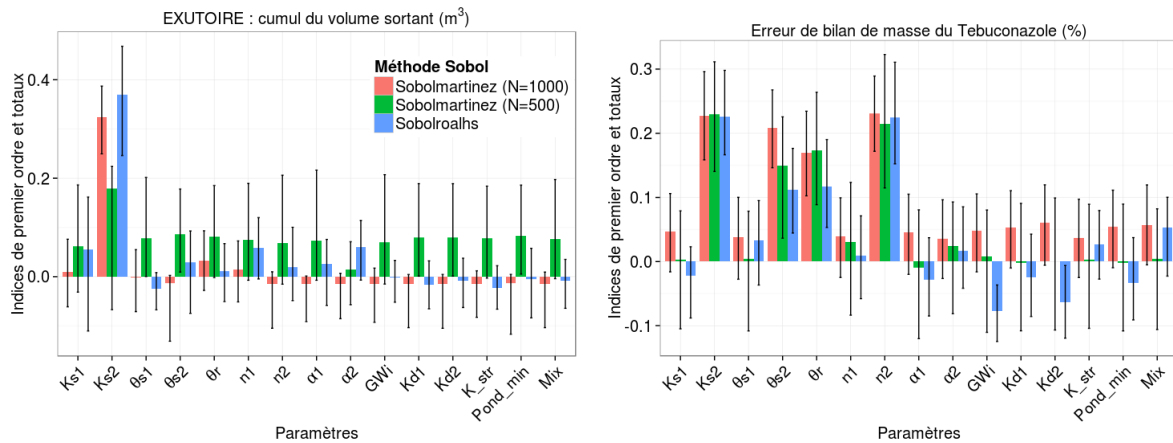 EXUTOIRE : cumul du volume sortant (m³)
Indices de premier ordre et totaux
0.4
0.2
0.0
Méthode Sobol
Sobolmartinez (N=1000)
Sobolmartinez (N=500)
Sobolroalhs
Ks1 Ks2 θs1 θs2 θr n1 n2 α1 α2 GWi Kd1 Kd2 K_str Pond_min Mix
Paramètres
Erreur de bilan de masse du Tebuconazole (%)
Indices de premier ordre et totaux
0.3
0.2
0.1
0.0
-0.1
Ks1 Ks2 θs1 θs2 θr n1 n2 α1 α2 GWi Kd1 Kd2 K_str Pond_min Mix
Paramètres